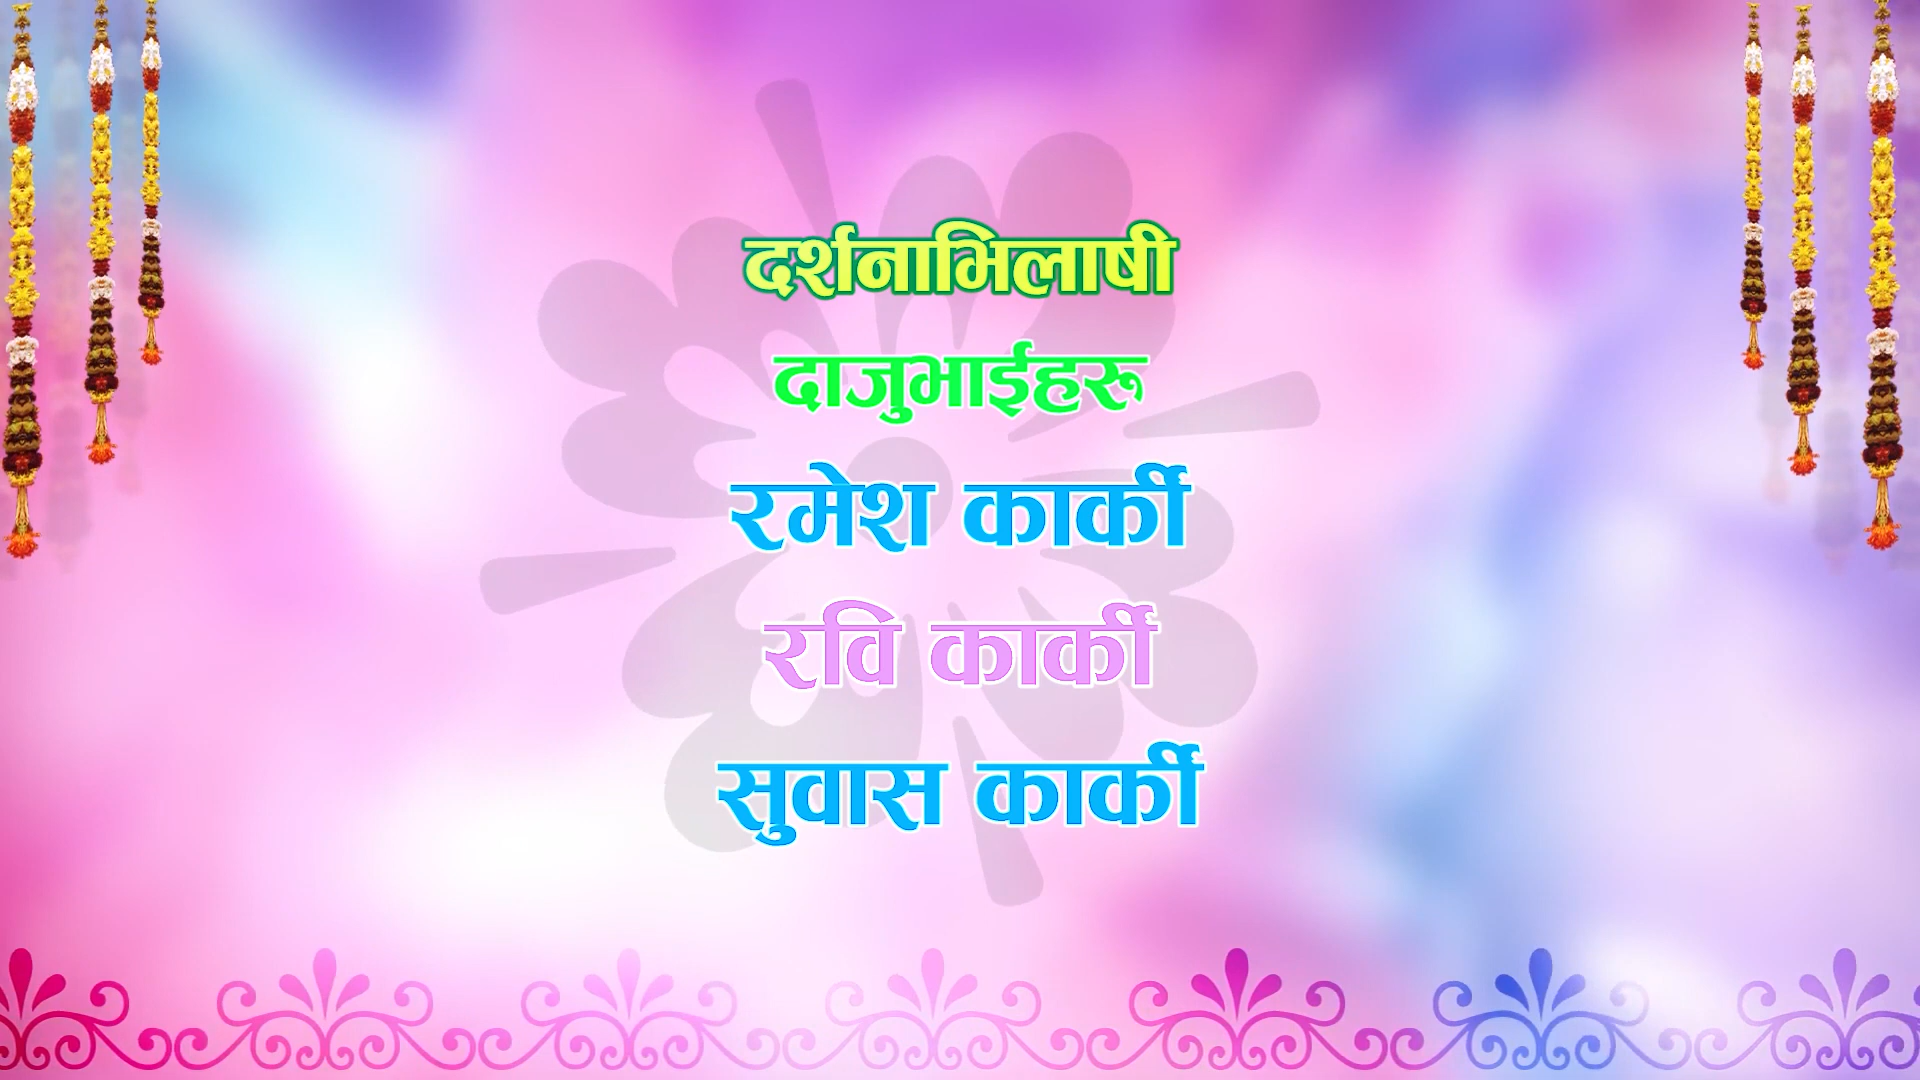 दर्शनाभिलाषी
दाजुभाईहरू
रमेश कार्की
रवि कार्की
सुवास कार्की